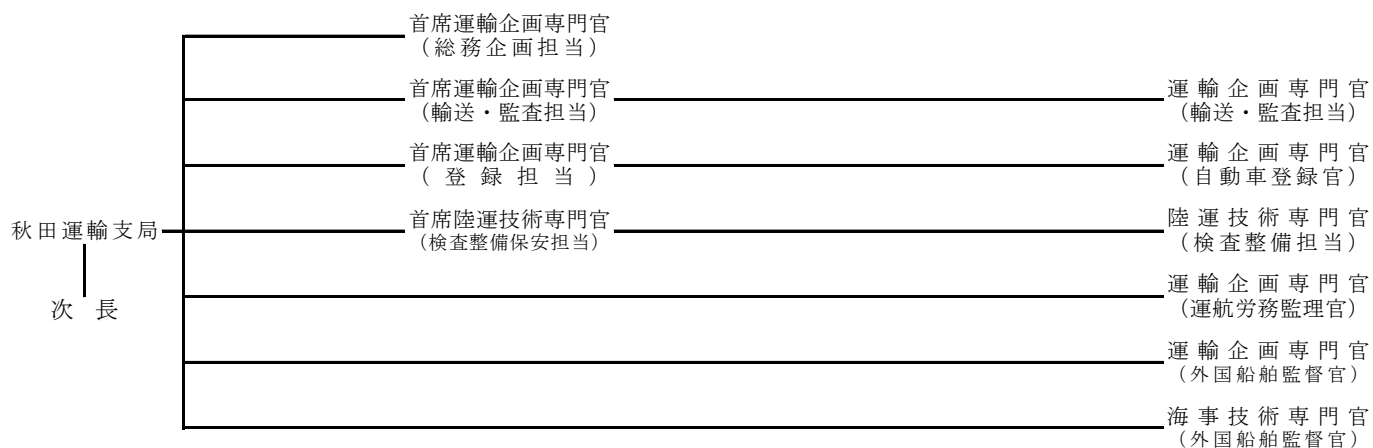 首席運輸企画専門官
(総務企画担当)
首席運輸企画専門官
(輸送・監査担当)
運輸企画専門官
(輸送・監査担当)
首席運輸企画専門官
(登録担当)
運輸企画専門官
(自動車登録官)
秋田運輸支局
首席陸運技術専門官
(検査整備保安担当)
陸運技術専門官
(検査整備担当)
次長
運輸企画専門官
(運航労務監理官)
運輸企画専門官
(外国船舶監督官)
海事技術専門官
(外国船舶監督官)